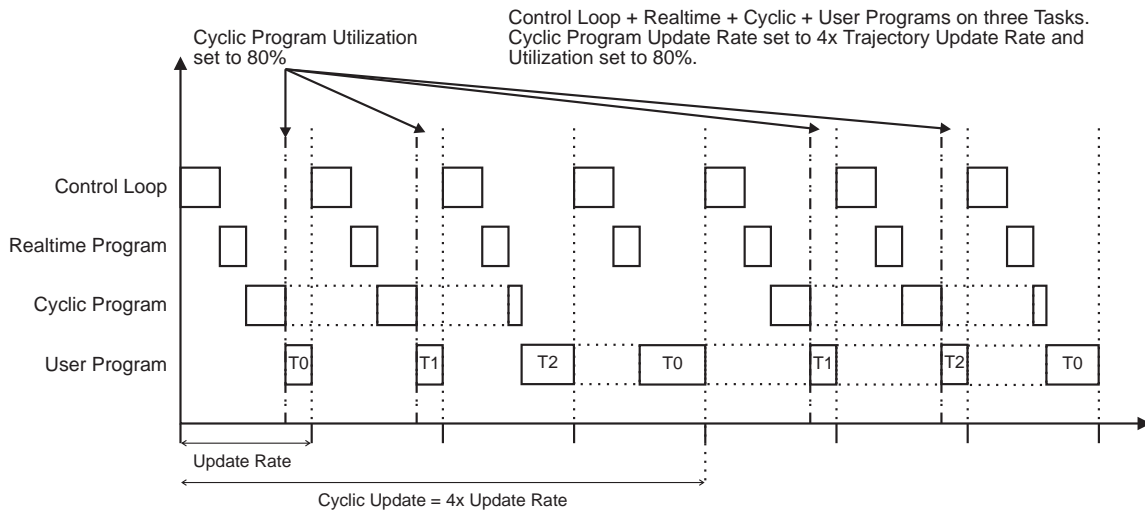 Control Loop + Realtime + Cyclic + User Programs on three Tasks.
Cyclic Program Update Rate set to 4x Trajectory Update Rate and
Utilization set to 80%.
Cyclic Program Utilization
set to 80%
Control Loop
Realtime Program
Cyclic Program
User Program
T0
T1
T2
T0
T1
T2
T0
Update Rate
Cyclic Update = 4x Update Rate